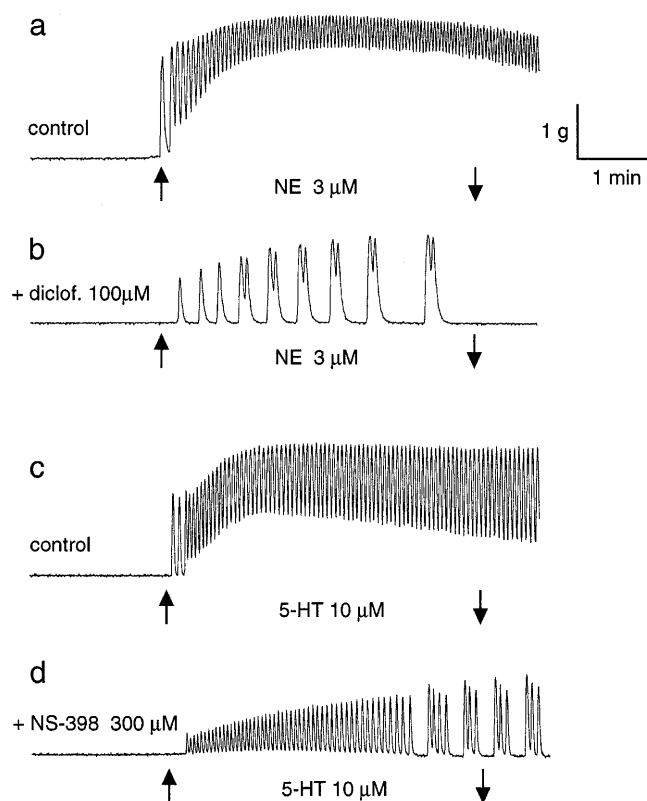 a
control
1 g
1 min
NE 3 µM
b
+ diclof. 100µM
NE 3 µM
c
control
5-HT 10 µM
d
+ NS-398 300 µM
5-HT 10 µM